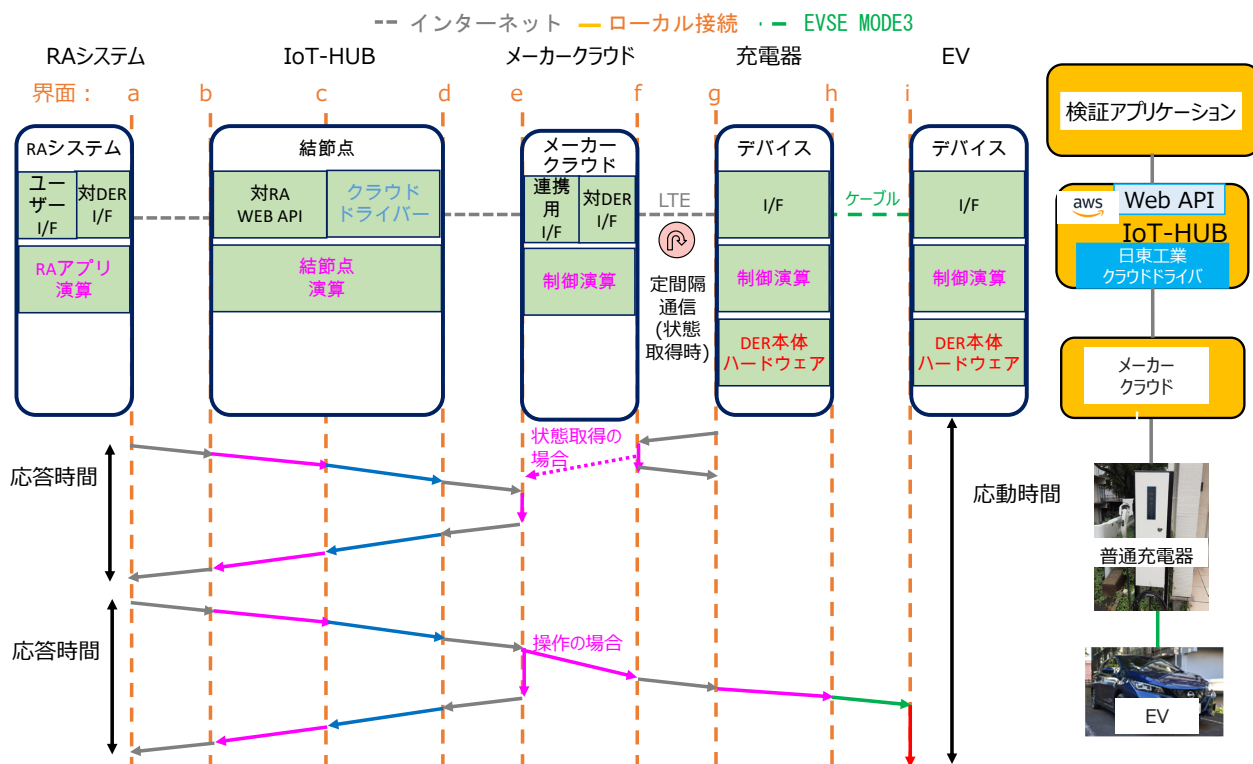 インターネット ローカル接続 EVSE MODE3
RAシステム IoT-HUB メーカークラウド 充電器 EV
界面： a b c d e f g h i
RAシステム
ユー
ザー
I/F
対DER
I/F
RAアプリ
演算
結節点
対RA
WEB API
クラウド
ドライバー
結節点
演算
メーカー
クラウド
連携
用
I/F
対DER
I/F
制御演算
LTE
定間隔
通信
(状態
取得時)
デバイス
I/F
制御演算
DER本体
ハードウェア
ケーブル
デバイス
I/F
制御演算
DER本体
ハードウェア
応答時間
状態取得の
場合
応答時間
操作の場合
応動時間
検証アプリケーション
aws
Web API
IoT-HUB
日東工業
クラウドドライバ
メーカー
クラウド
普通充電器
EV